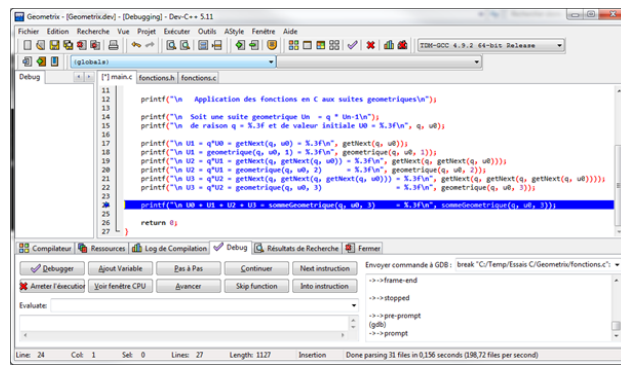 Geometrix - [Geometrix.dev] - [Debugging] - Dev-C++ 5.11
Fichier Edition Recherche Vue Projet Exécuter Outils AStyle Fenêtre Aide
TDM-GCC 4.9.2 64-bit Release
(globals)
Debug
[*] main.c fonctions.h fonctions.c
11
12 printf("\n Application des fonctions en C aux suites geometriques\n");
13
14 printf("\n Soit une suite geometrique Un = q * Un-1\n");
15 printf("\n de raison q = %.3f et de valeur initiale U0 = %.3f\n", q, u0);
16
17 printf("\n U1 = q*U0 = getNext(q, u0) = %.3f\n", getNext(q, u0));
18 printf("\n U1 = geometrique(q, u0, 1) = %.3f\n", geometrique(q, u0, 1));
19 printf("\n U2 = q*U1 = getNext(q, getNext(q, u0)) = %.3f\n", getNext(q, getNext(q, u0)));
20 printf("\n U2 = geometrique(q, u0, 2) = %.3f\n", geometrique(q, u0, 2));
21 printf("\n U3 = q*U2 = getNext(q, getNext(q, getNext(q, u0))) = %.3f\n", getNext(q, getNext(q, getNext(q, u0))));
22 printf("\n U3 = geometrique(q, u0, 3) = %.3f\n", geometrique(q, u0, 3));
23
printf("\n U0 + U1 + U2 + U3 = sommeGeometrique(q, u0, 3) = %.3f\n", sommeGeometrique(q, u0, 3));
25
26 return 0;
27 }
Compilateur Ressources Log de Compilation Debug Résultats de Recherche Fermer
Debugger Ajout Variable Pas à Pas Continuer Next instruction
Arreter l'éxecution Voir fenêtre CPU Avancer Skip function Into instruction
Evaluate:
Envoyer commande à GDB : break "C:/Temp/Essais C/Geometrix/fonctions.c":
->->frame-end
->->stopped
->->pre-prompt
(gdb)
->->prompt
Line: 24 Col: 1 Sel: 0 Lines: 27 Length: 1127 Insertion Done parsing 31 files in 0,156 seconds (198,72 files per second)